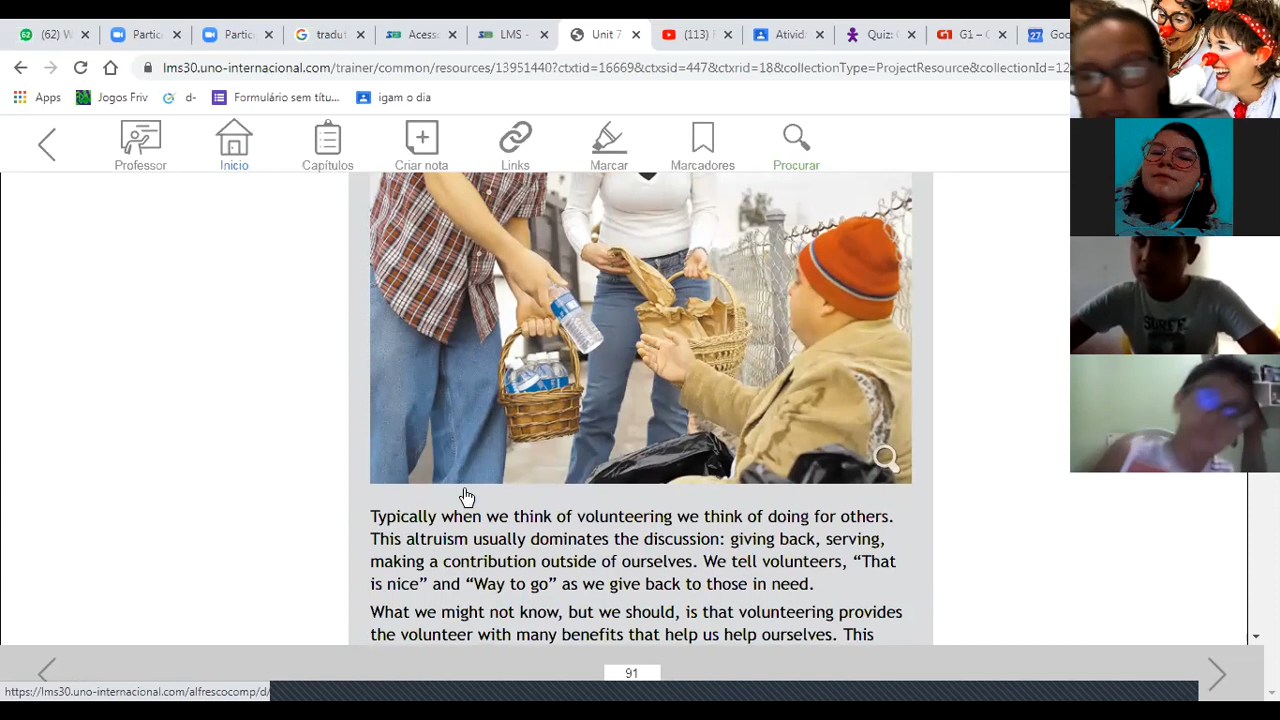 (62) W
Partic
Partic
tradut
Acess
LMS -
Unit 7
(113) F
Ativid
Quiz: 
G1 – C
Goo
lms30.uno-internacional.com/trainer/common/resources/13951440?ctxtid=16669&ctxsid=447&ctxrid=18&collectionType=ProjectResource&collectionId=12
Apps
Jogos Friv
d-
Formulário sem títu...
igam o dia
Professor
Inicio
Capítulos
Criar nota
Links
Marcar
Marcadores
Procurar
Typically when we think of volunteering we think of doing for others.
This altruism usually dominates the discussion: giving back, serving,
making a contribution outside of ourselves. We tell volunteers, “That
is nice” and “Way to go” as we give back to those in need.
What we might not know, but we should, is that volunteering provides
the volunteer with many benefits that help us help ourselves. This
91
https://lms30.uno-internacional.com/alfrescocomp/d/